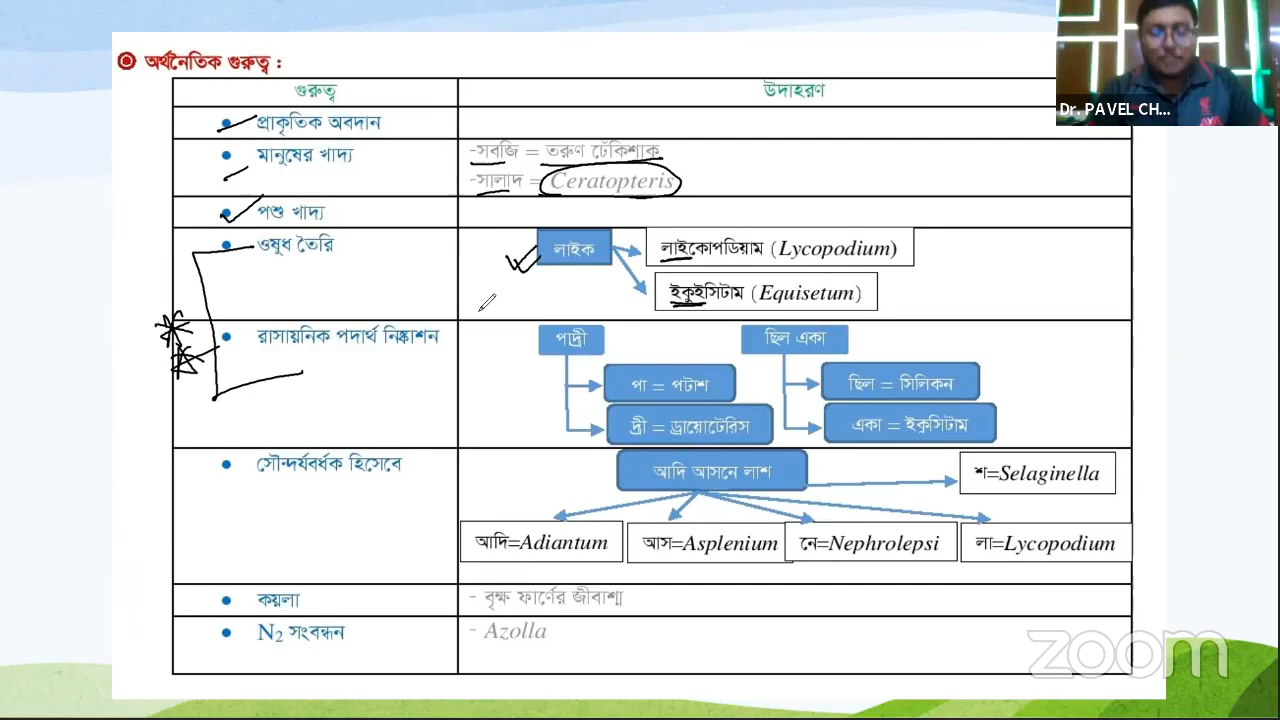 অর্থনৈতিক গুরুত্ব :
গুরুত্ব উদাহরণ
প্রাকৃতিক অবদান
মানুষের খাদ্য -সবজি = তরুণ ঢেঁকিশাক
-সালাদ = Ceratopteris
পশু খাদ্য
ওষুধ তৈরি লাইক লাইকোপডিয়াম (Lycopodium)
ইকুইসিটাম (Equisetum)
রাসায়নিক পদার্থ নিষ্কাশন পাদ্রী ছিল একা
পা = পটাশ ছিল = সিলিকন
দ্রী = ড্রায়োটেরিস একা = ইকুসিটাম
সৌন্দর্যবর্ধক হিসেবে আদি আসনে লাশ শ=Selaginella
আদি=Adiantum আস=Asplenium নে=Nephrolepsi লা=Lycopodium
কয়লা - বৃক্ষ ফার্ণের জীবাশ্ম
N2 সংবন্ধন - Azolla
Dr. PAVEL CH...
zoom